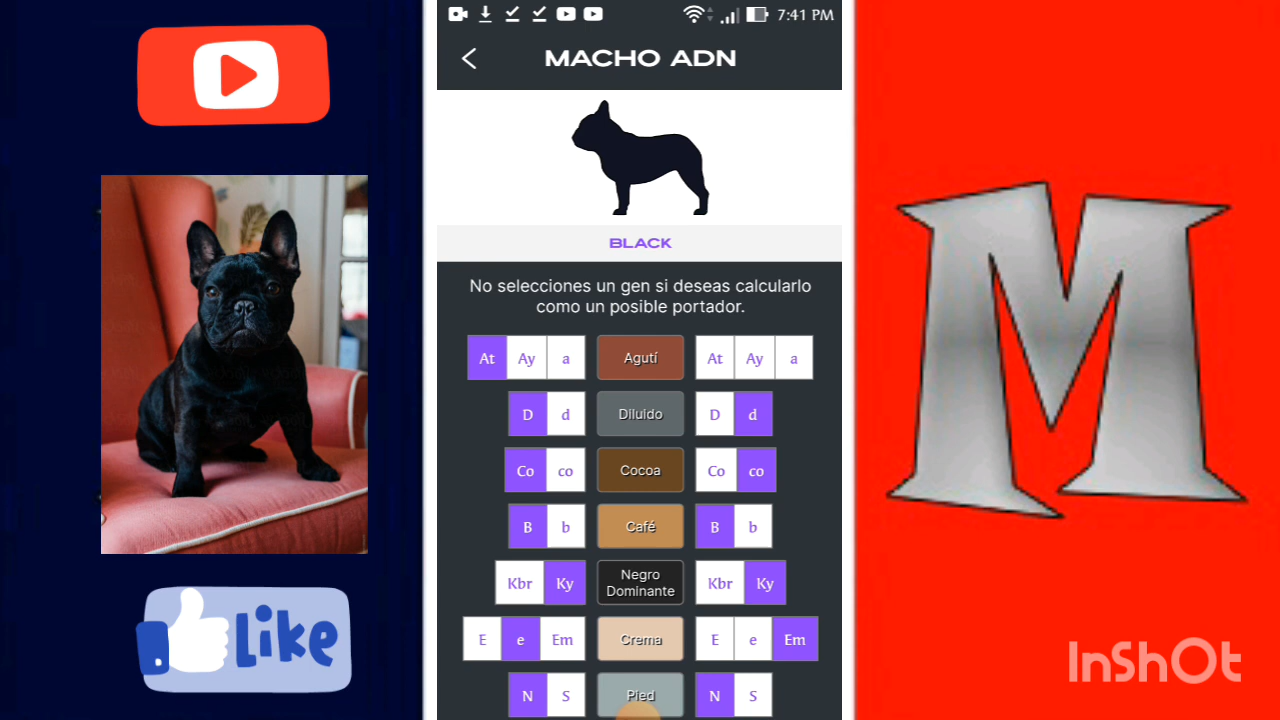 7:41 PM
MACHO ADN
BLACK
No selecciones un gen si deseas calcularlo
como un posible portador.
At Ay a Agutí At Ay a
D d Diluido D d
Co co Cocoa Co co
B b Café B b
Kbr Ky Negro Dominante Kbr Ky
E e Em Crema E e Em
N S Pied N S
Like
M
InShOt